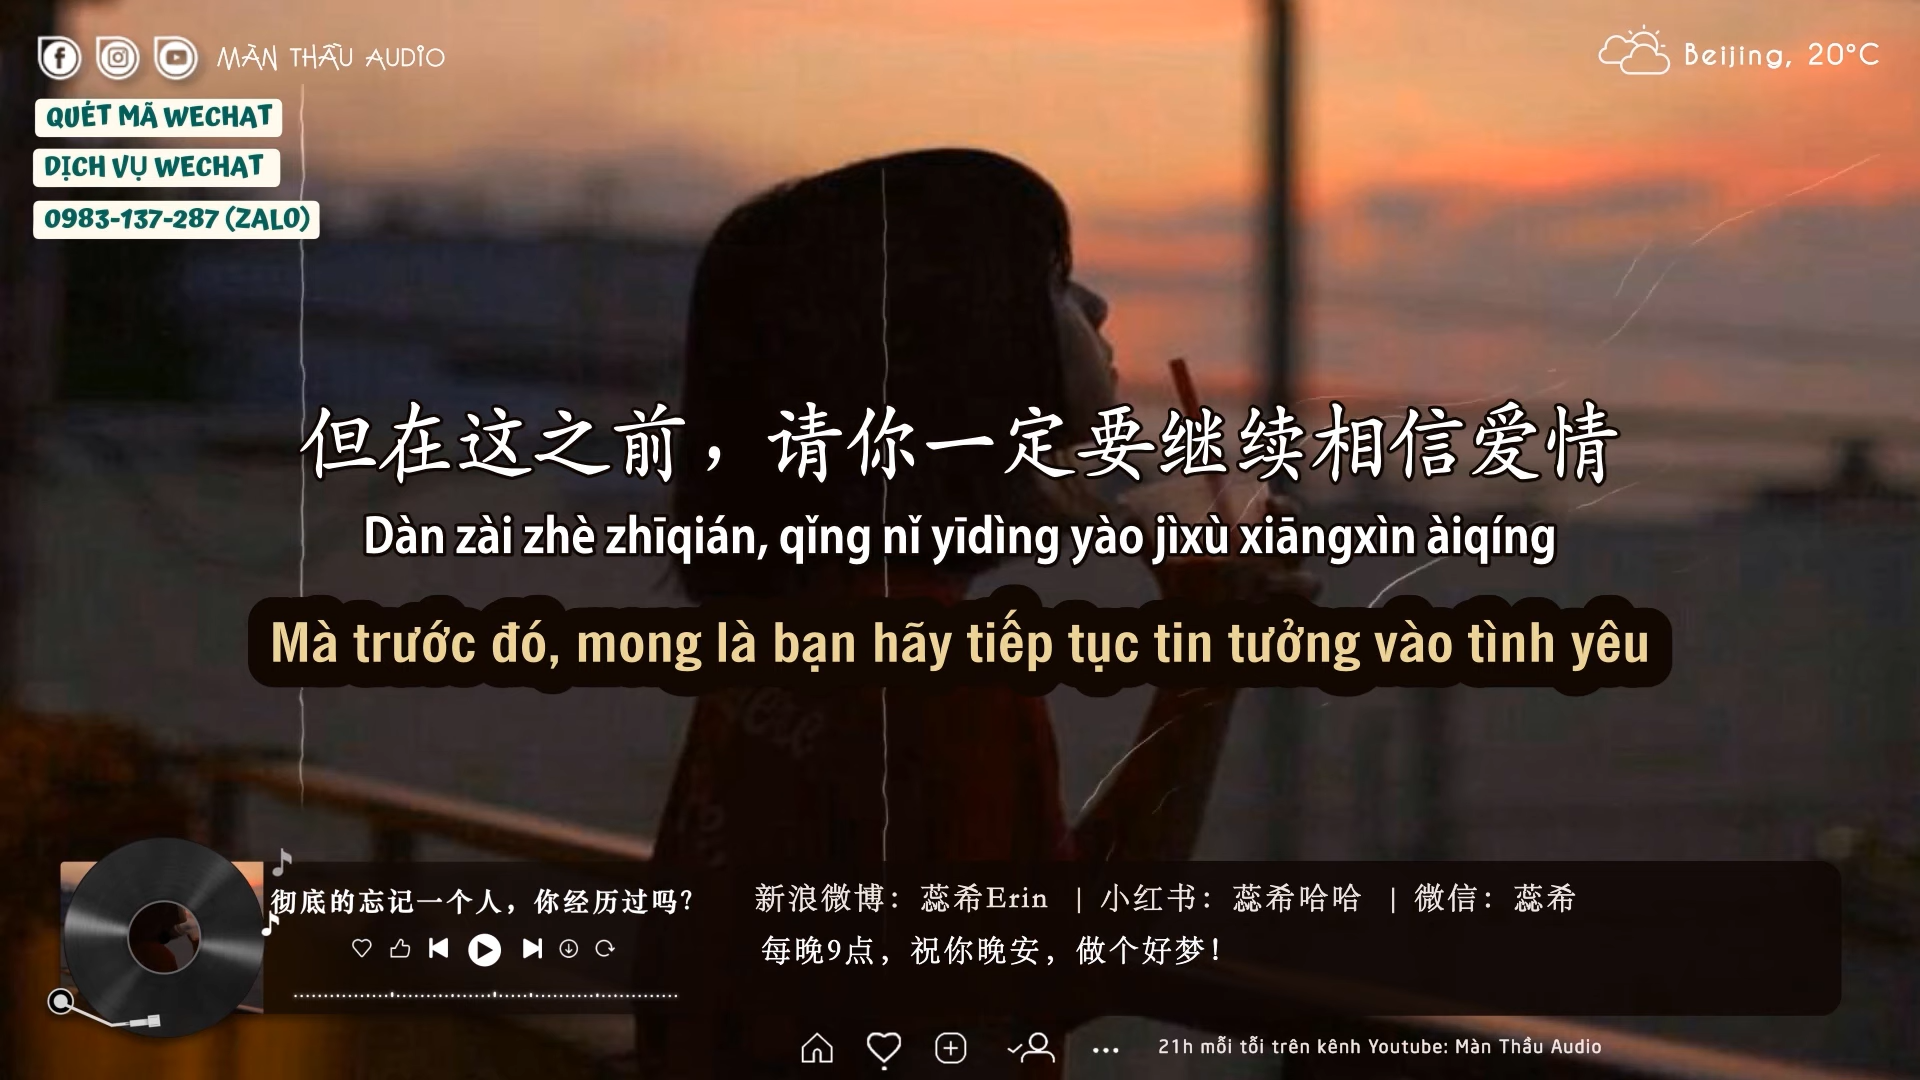 MÀN THẦU AUDIO
Beijing, 20°C
QUÉT MÃ WECHAT
DỊCH VỤ WECHAT
0983-137-287 (ZALO)
但在这之前，请你一定要继续相信爱情
Dàn zài zhè zhīqián, qǐng nǐ yīdìng yào jìxù xiāngxìn àiqíng
Mà trước đó, mong là bạn hãy tiếp tục tin tưởng vào tình yêu
彻底的忘记一个人，你经历过吗？
新浪微博：蕊希Erin | 小红书：蕊希哈哈 | 微信：蕊希
每晚9点，祝你晚安，做个好梦！
21h mỗi tỗi trên kênh Youtube: Màn Thầu Audio